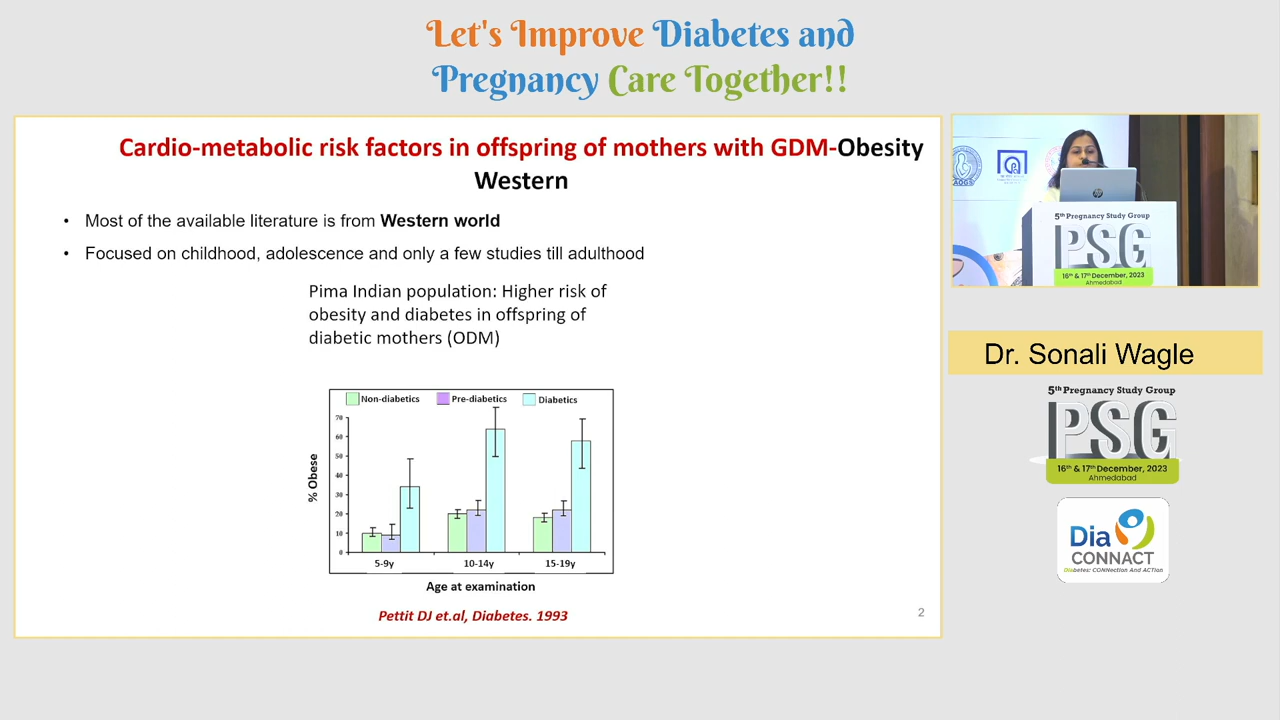 Let's Improve Diabetes and
Pregnancy Care Together!!
Cardio-metabolic risk factors in offspring of mothers with GDM-Obesity
Western
• Most of the available literature is from Western world
• Focused on childhood, adolescence and only a few studies till adulthood
Pima Indian population: Higher risk of
obesity and diabetes in offspring of
diabetic mothers (ODM)
Non-diabetics Pre-diabetics Diabetics
% Obese
70
60
50
40
30
20
10
0
5-9y 10-14y 15-19y
Age at examination
Pettit DJ et.al, Diabetes. 1993
2
hp
5th Pregnancy Study Group
PSG
16th & 17th December, 2023
Ahmedabad
Dr. Sonali Wagle
5th Pregnancy Study Group
PSG
16th & 17th December, 2023
Ahmedabad
Dia
CONNACT
Diabetes: CONNection And ACTion